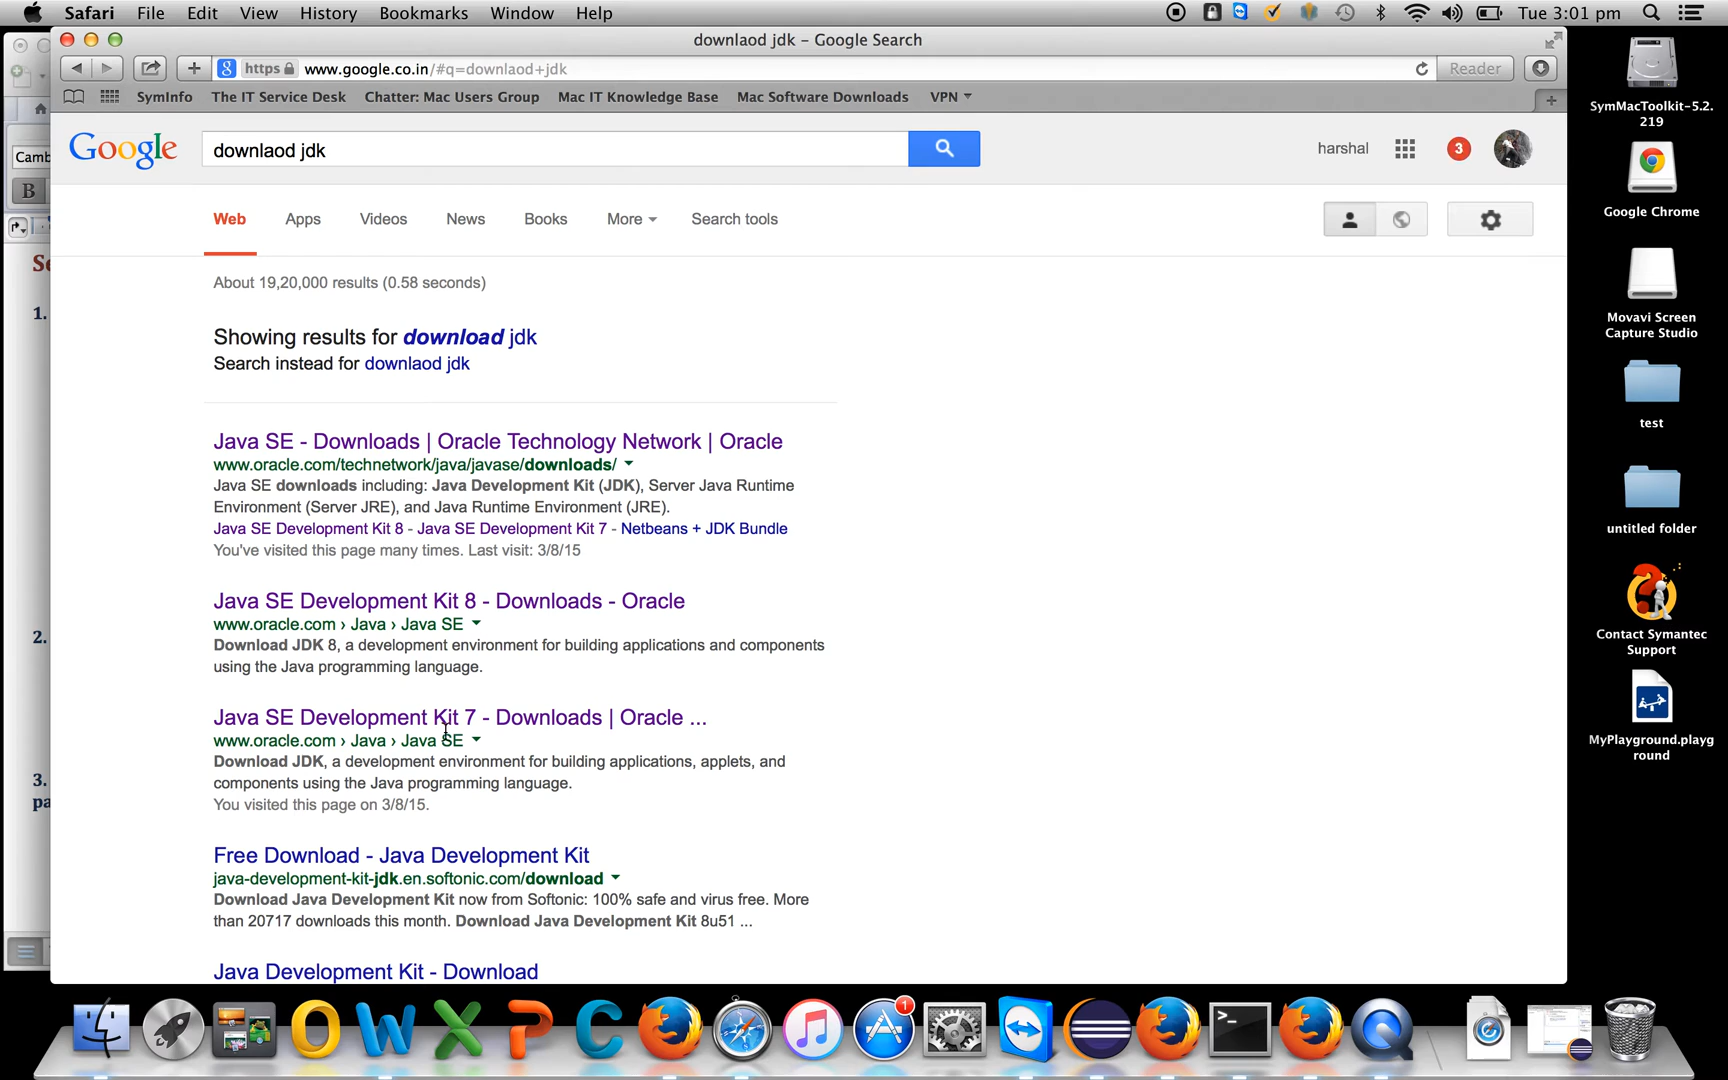 Safari File Edit View History Bookmarks Window Help Tue 3:01 pm
downlaod jdk – Google Search
https www.google.co.in/#q=downlaod+jdk Reader
SymInfo The IT Service Desk Chatter: Mac Users Group Mac IT Knowledge Base Mac Software Downloads VPN
Google downlaod jdk harshal 3
Web Apps Videos News Books More Search tools
About 19,20,000 results (0.58 seconds)
Showing results for download jdk
Search instead for downlaod jdk
Java SE - Downloads | Oracle Technology Network | Oracle
www.oracle.com/technetwork/java/javase/downloads/
Java SE downloads including: Java Development Kit (JDK), Server Java Runtime
Environment (Server JRE), and Java Runtime Environment (JRE).
Java SE Development Kit 8 - Java SE Development Kit 7 - Netbeans + JDK Bundle
You've visited this page many times. Last visit: 3/8/15
Java SE Development Kit 8 - Downloads - Oracle
www.oracle.com › Java › Java SE
Download JDK 8, a development environment for building applications and components
using the Java programming language.
Java SE Development Kit 7 - Downloads | Oracle ...
www.oracle.com › Java › Java SE
Download JDK, a development environment for building applications, applets, and
components using the Java programming language.
You visited this page on 3/8/15.
Free Download - Java Development Kit
java-development-kit-jdk.en.softonic.com/download
Download Java Development Kit now from Softonic: 100% safe and virus free. More
than 20717 downloads this month. Download Java Development Kit 8u51 ...
Java Development Kit - Download
Camb
B
1.
2.
3.
pa
SymMacToolkit-5.2.
219
Google Chrome
Movavi Screen
Capture Studio
test
untitled folder
Contact Symantec
Support
MyPlayground.playg
round
1